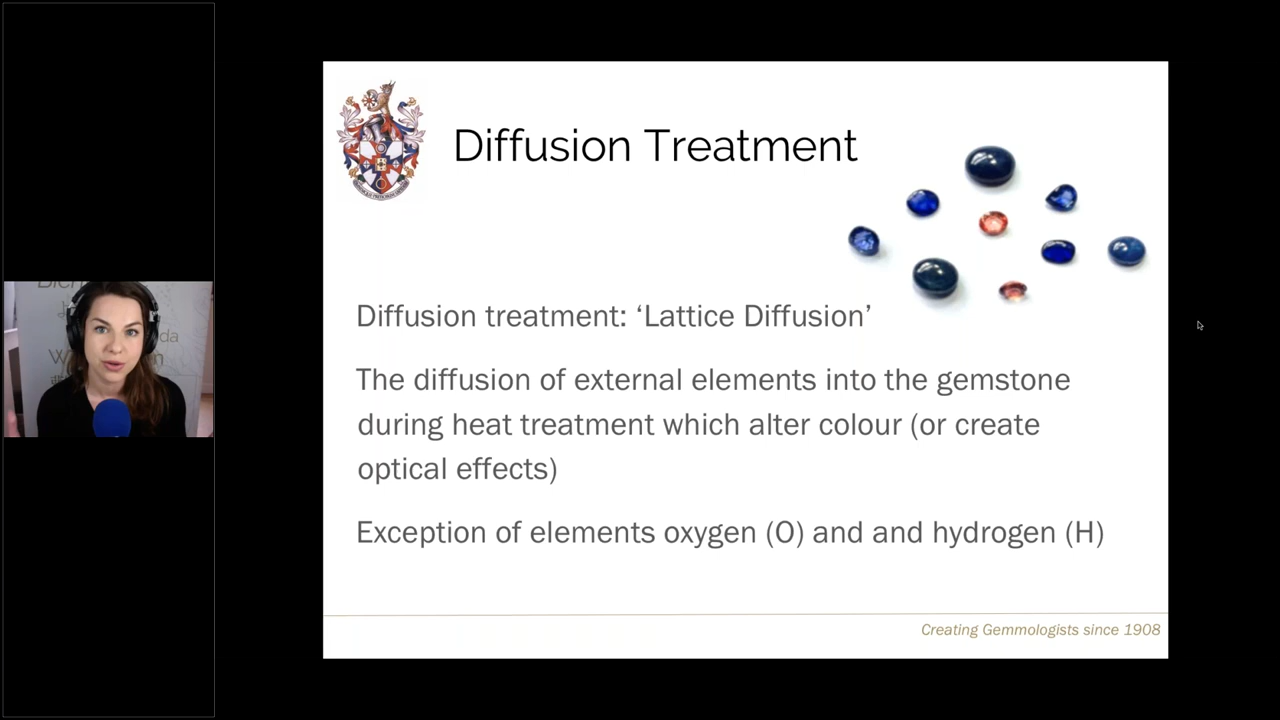 Diffusion Treatment
Diffusion treatment: ‘Lattice Diffusion’
The diffusion of external elements into the gemstone
during heat treatment which alter colour (or create
optical effects)
Exception of elements oxygen (O) and and hydrogen (H)
Creating Gemmologists since 1908